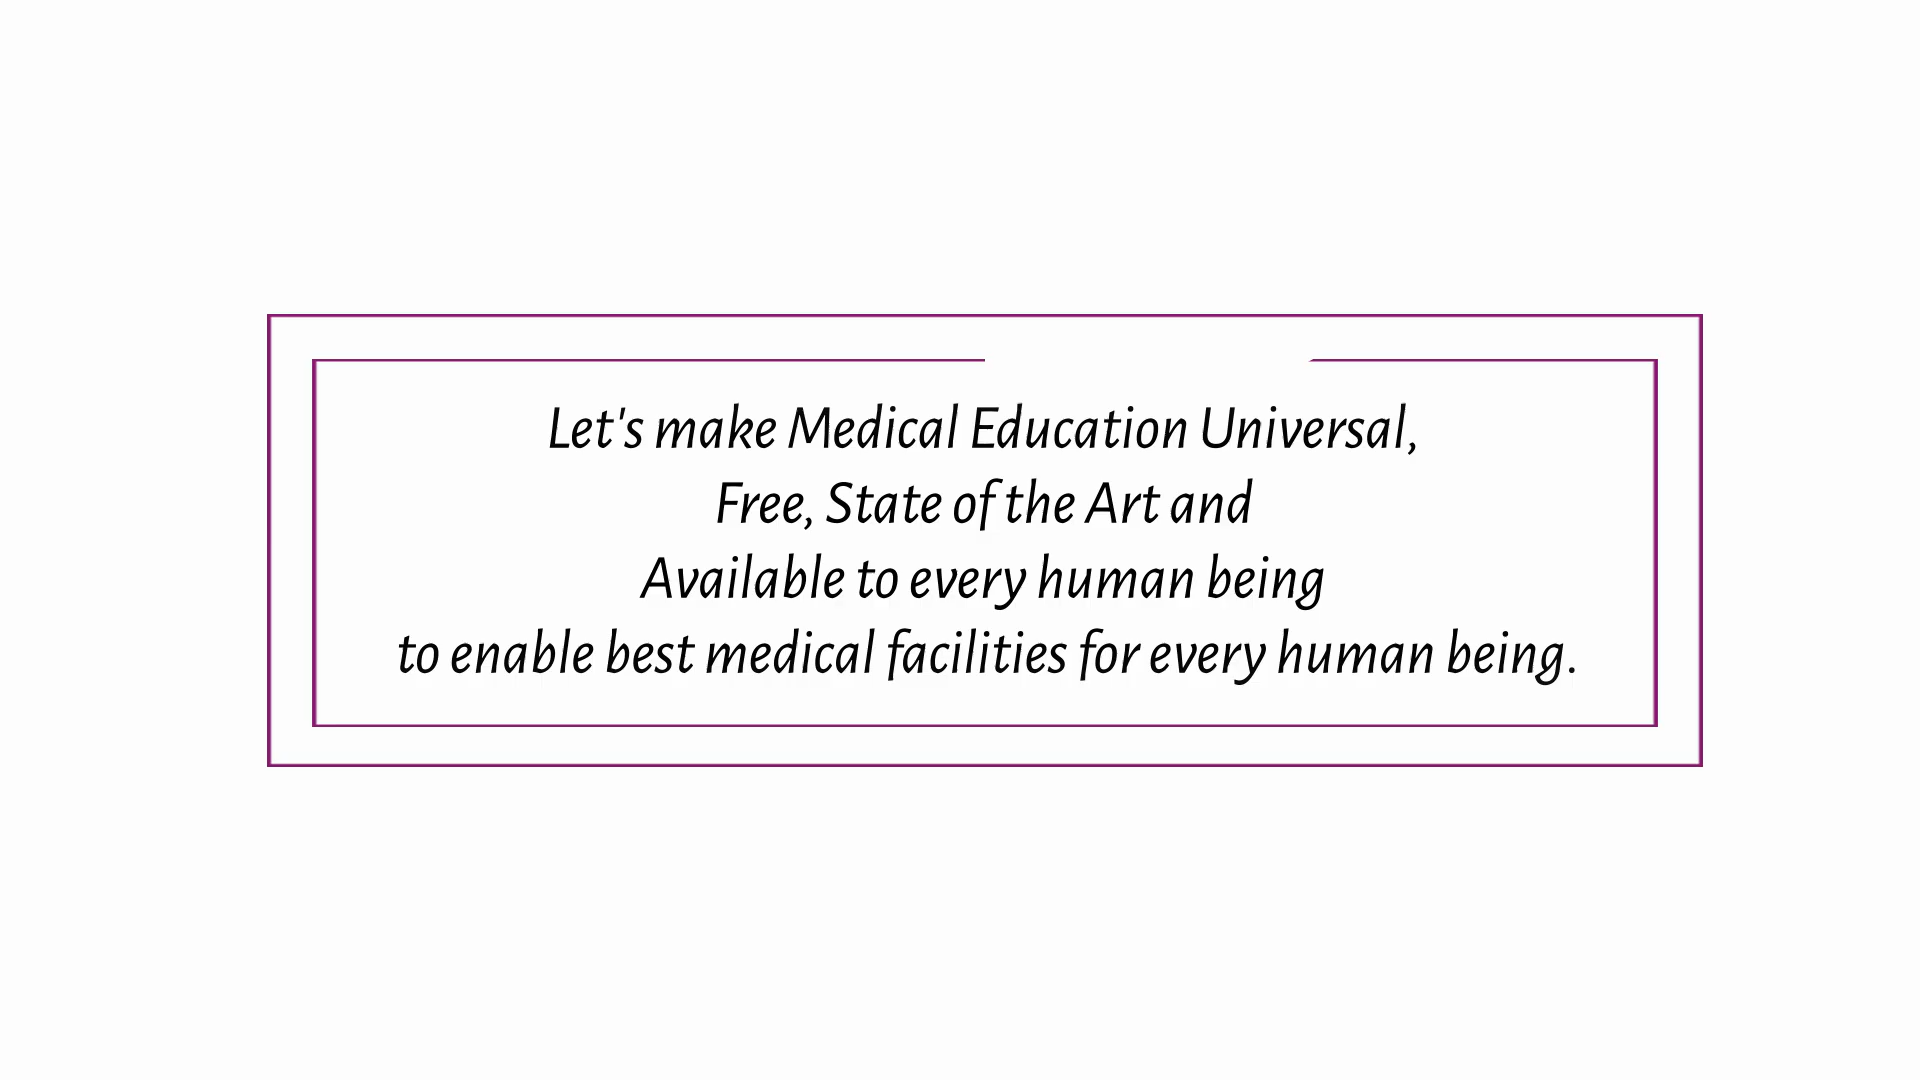 Let's make Medical Education Universal,
Free, State of the Art and
Available to every human being
to enable best medical facilities for every human being.